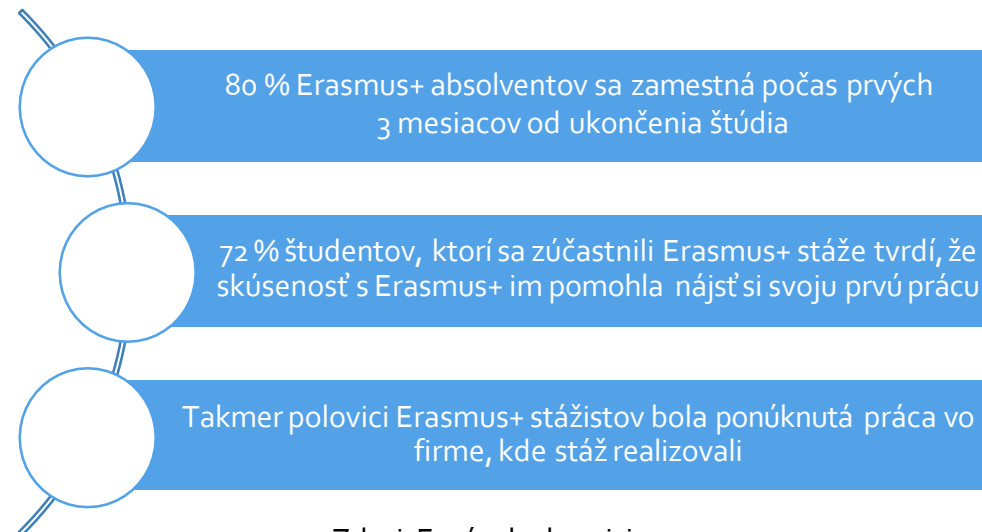 80 % Erasmus+ absolventov sa zamestná počas prvých
3 mesiacov od ukončenia štúdia
72 % študentov, ktorí sa zúčastnili Erasmus+ stáže tvrdí, že
skúsenosť s Erasmus+ im pomohla nájsť si svoju prvú prácu
Takmer polovici Erasmus+ stážistov bola ponúknutá práca vo
firme, kde stáž realizovali